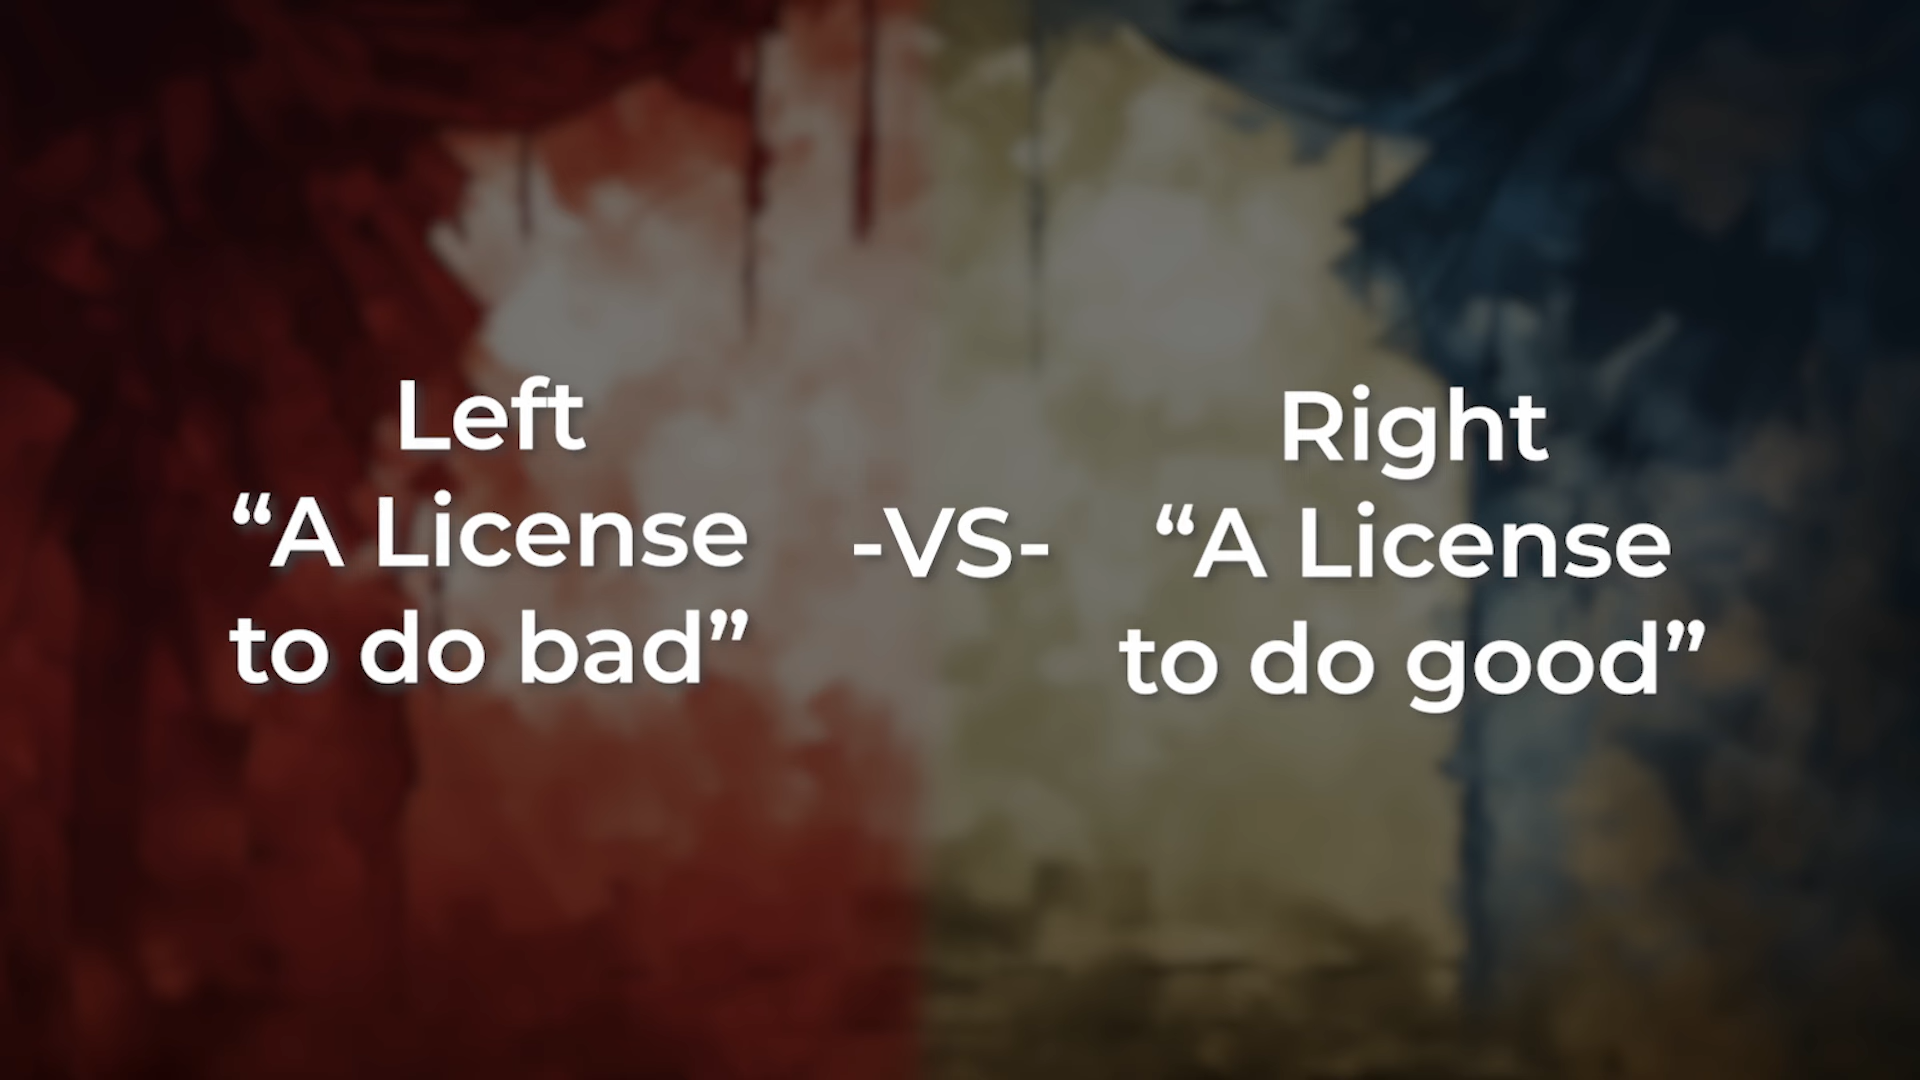 Left
“A License
to do bad”
-VS-
Right
“A License
to do good”